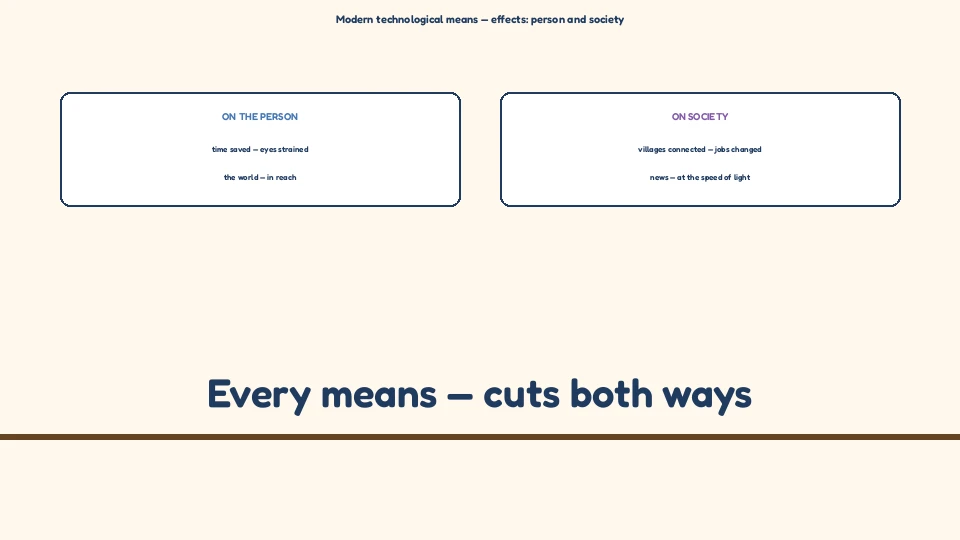 Modern technological means — effects: person and society
ON THE PERSON
time saved — eyes strained
the world — in reach
ON SOCIETY
villages connected — jobs changed
news — at the speed of light
Every means — cuts both ways